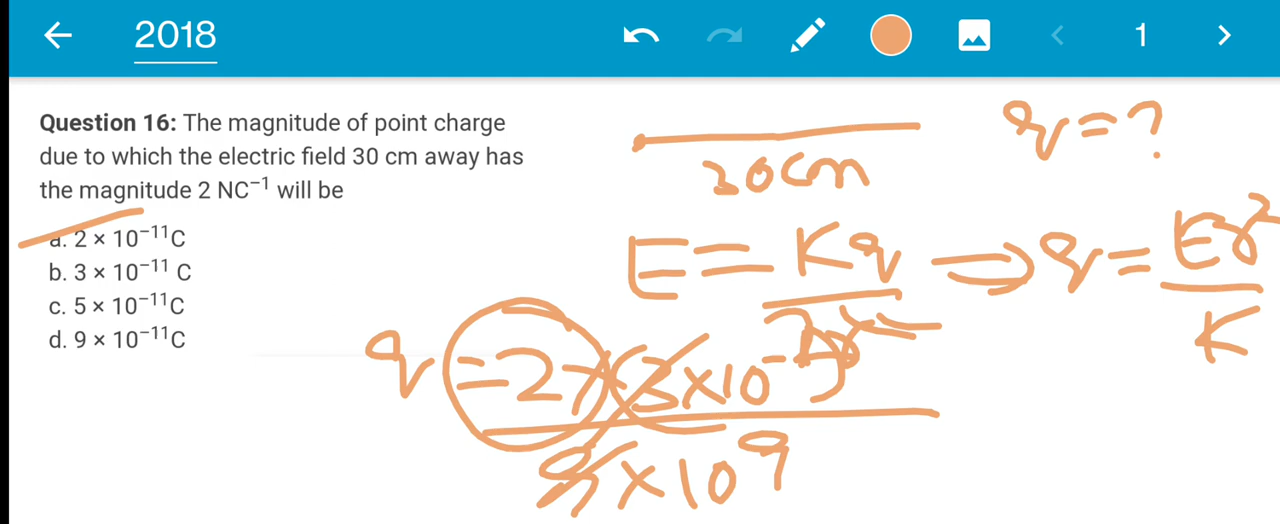 2018
1
Question 16: The magnitude of point charge
due to which the electric field 30 cm away has
the magnitude 2 NC⁻¹ will be
a. 2 × 10⁻¹¹C
b. 3 × 10⁻¹¹ C
c. 5 × 10⁻¹¹C
d. 9 × 10⁻¹¹C
30cm
q = ?
E = Kq / r² ⇒ q = Er² / K
q = 2 × (3 × 10⁻¹)² / 9 × 10⁹